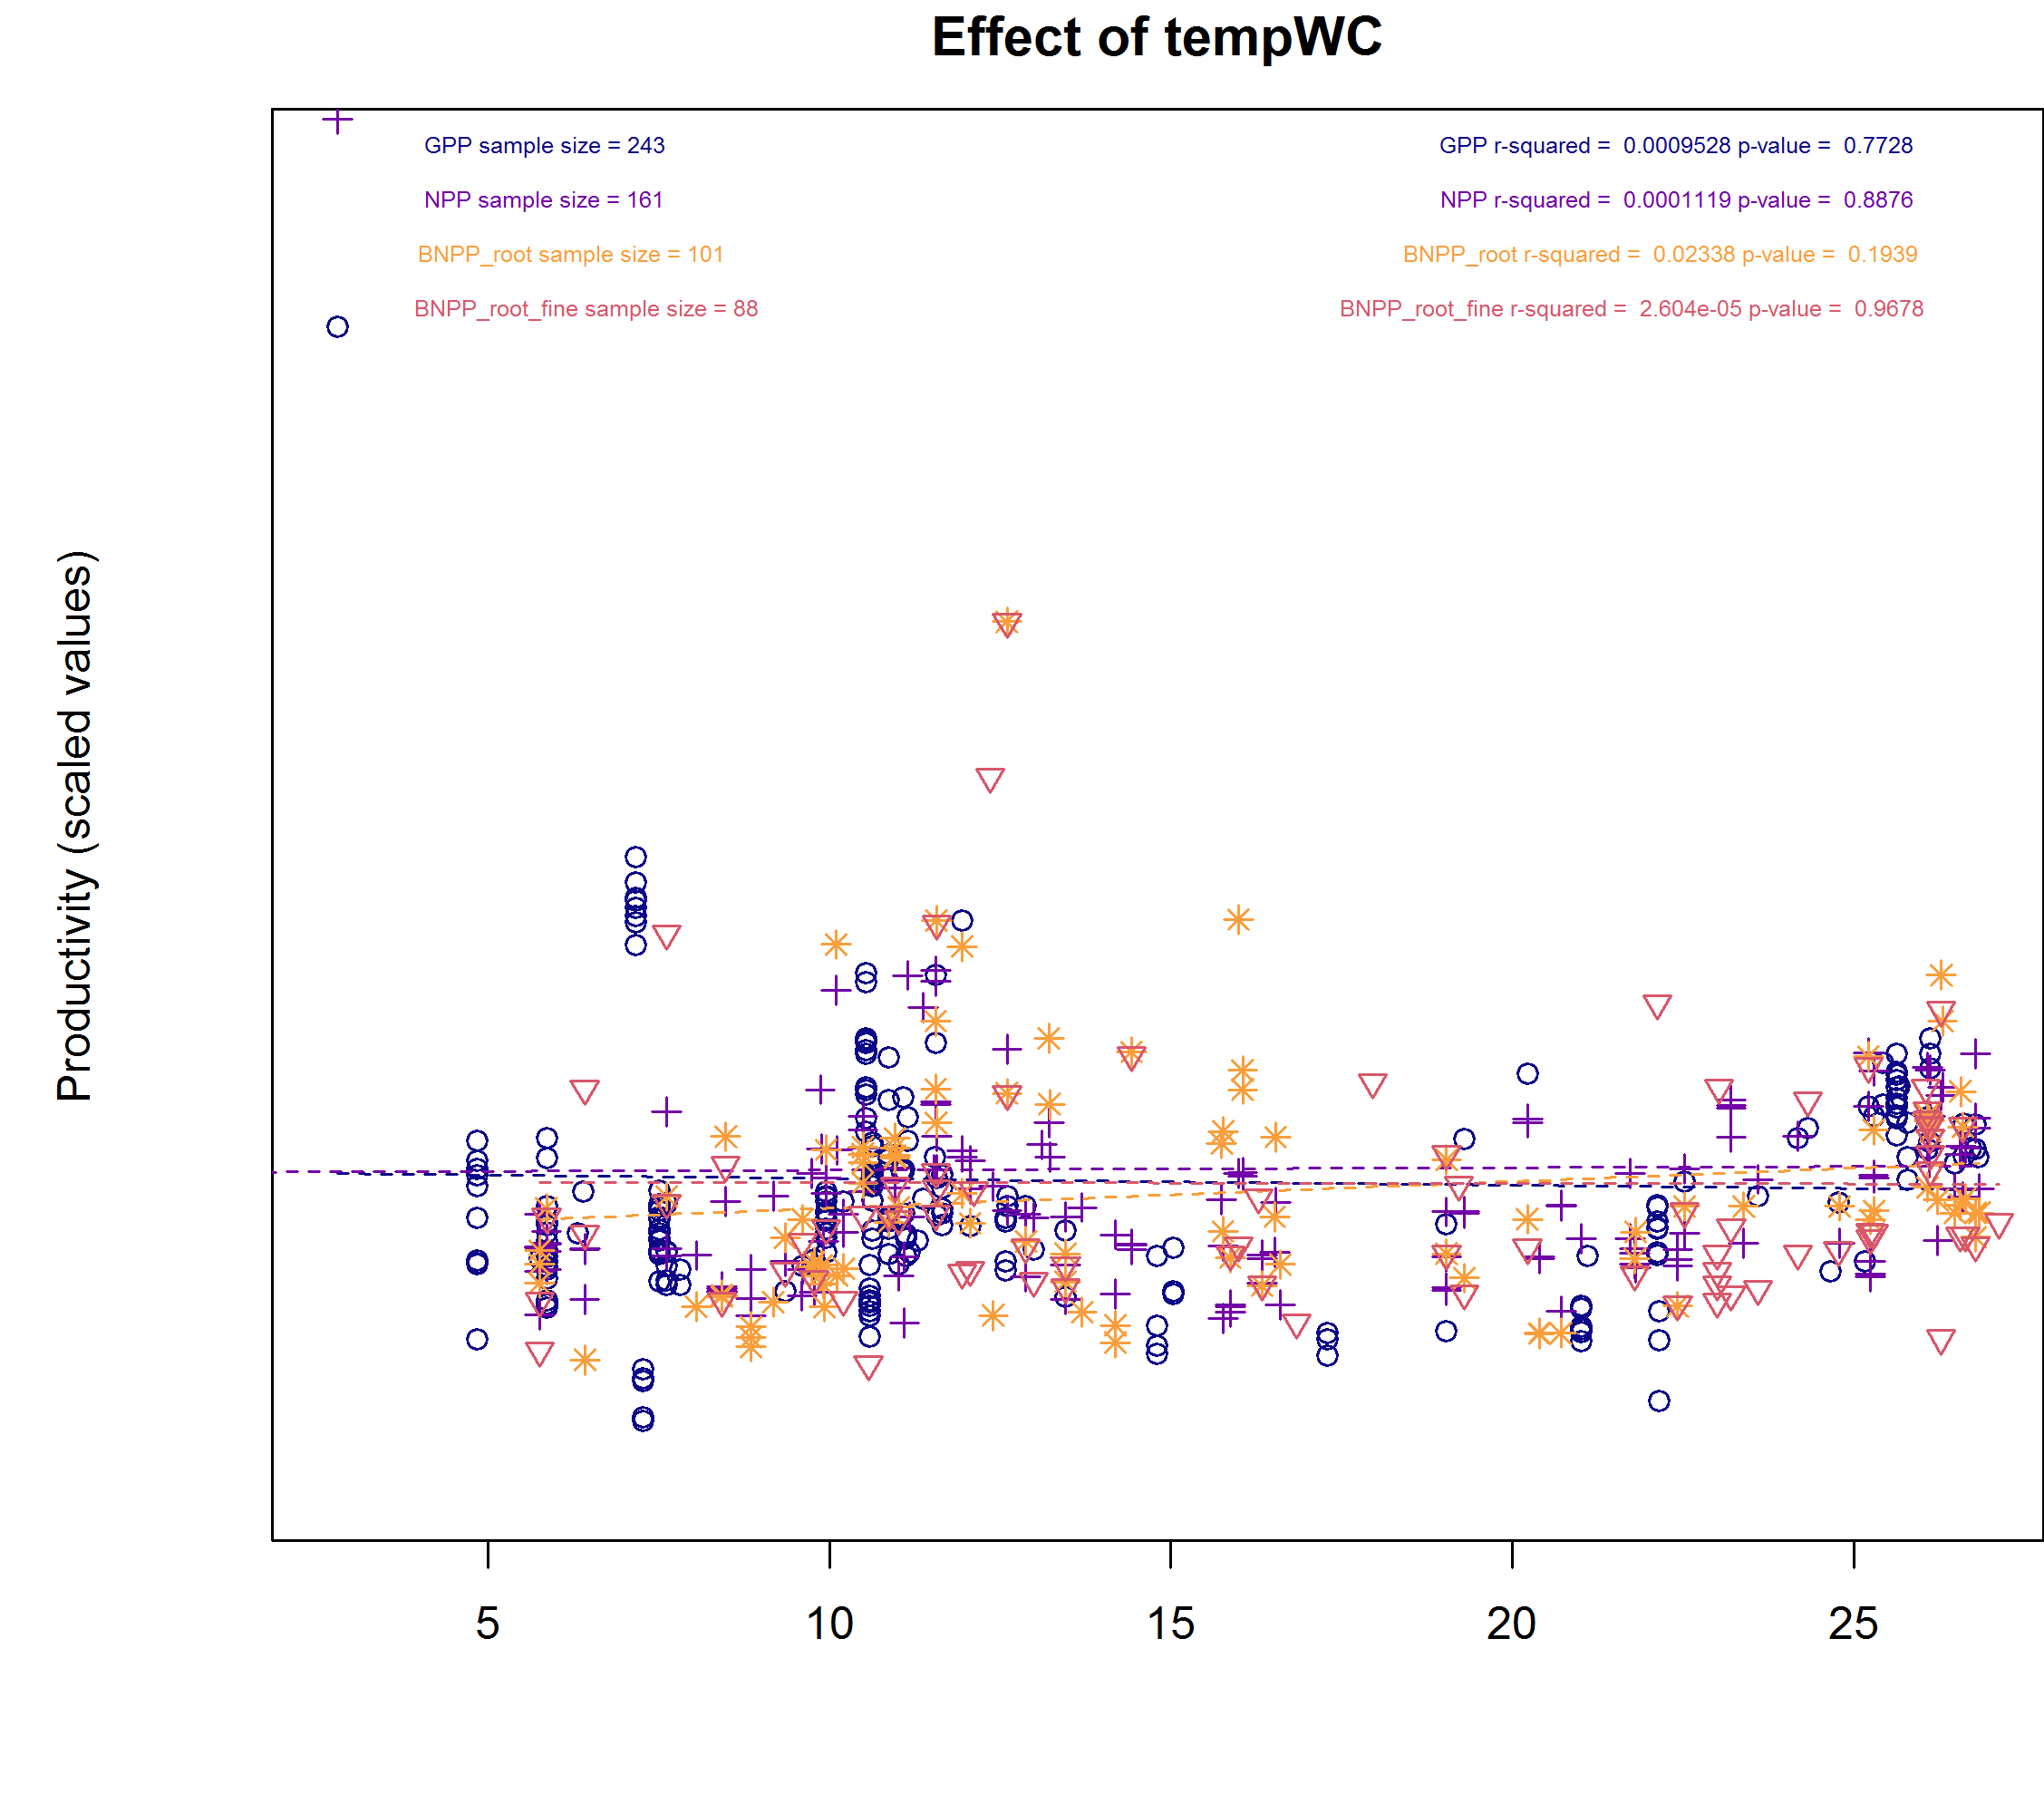 Effect of tempWC
GPP sample size = 243
NPP sample size = 161
BNPP_root sample size = 101
BNPP_root_fine sample size = 88
GPP r-squared =  0.0009528 p-value =  0.7728
NPP r-squared =  0.0001119 p-value =  0.8876
BNPP_root r-squared =  0.02338 p-value =  0.1939
BNPP_root_fine r-squared =  2.604e-05 p-value =  0.9678
Productivity (scaled values)
5 10 15 20 25